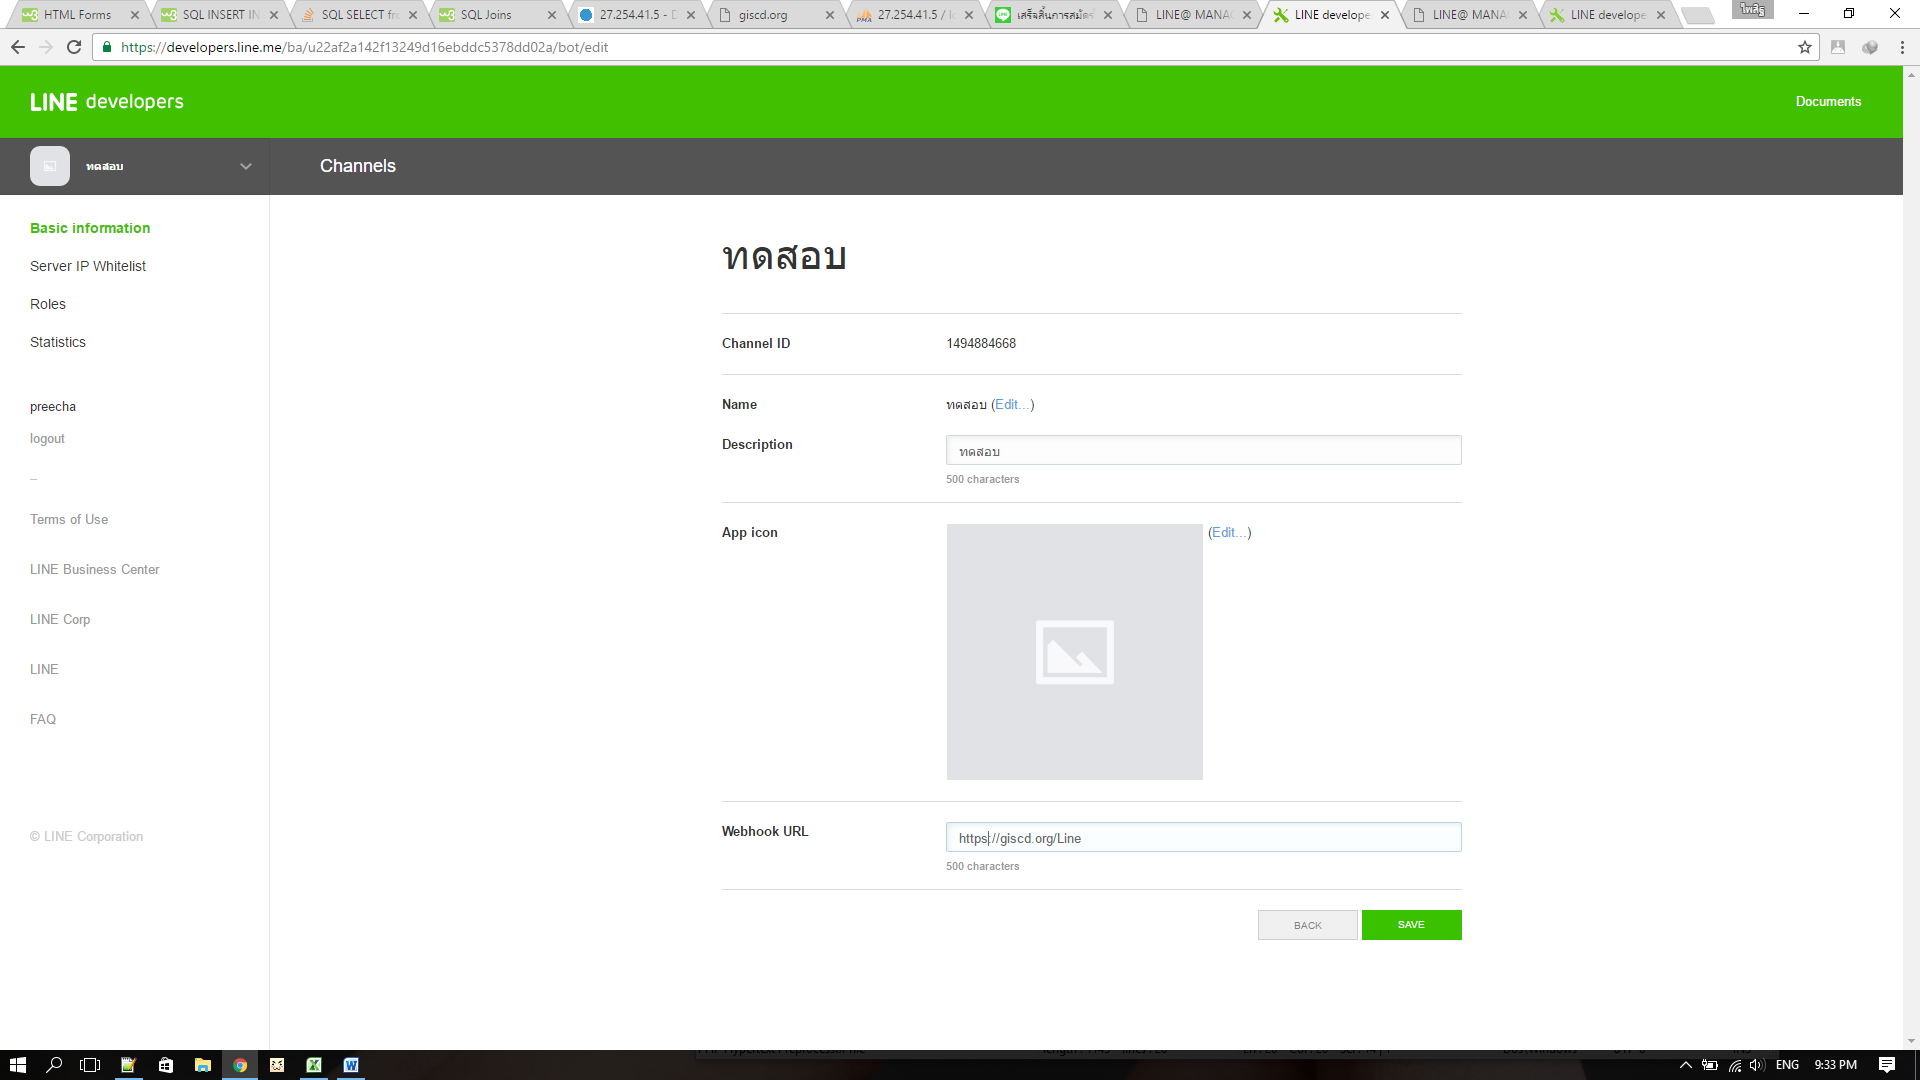 HTML Forms
SQL INSERT IN
SQL SELECT fro
SQL Joins
27.254.41.5 - D
giscd.org
27.254.41.5 / lo
LINE@ MANAG
LINE develope
LINE@ MANA
LINE develope
https://developers.line.me/ba/u22af2a142f13249d16ebddc5378dd02a/bot/edit
LINE developers
Documents
ทดสอบ
Channels
Basic information
Server IP Whitelist
Roles
Statistics
preecha
logout
–
Terms of Use
LINE Business Center
LINE Corp
LINE
FAQ
© LINE Corporation
ทดสอบ
Channel ID
1494884668
Name
ทดสอบ (Edit...)
Description
ทดสอบ
500 characters
App icon
(Edit...)
Webhook URL
https://giscd.org/Line
500 characters
BACK
SAVE
ENG
9:33 PM